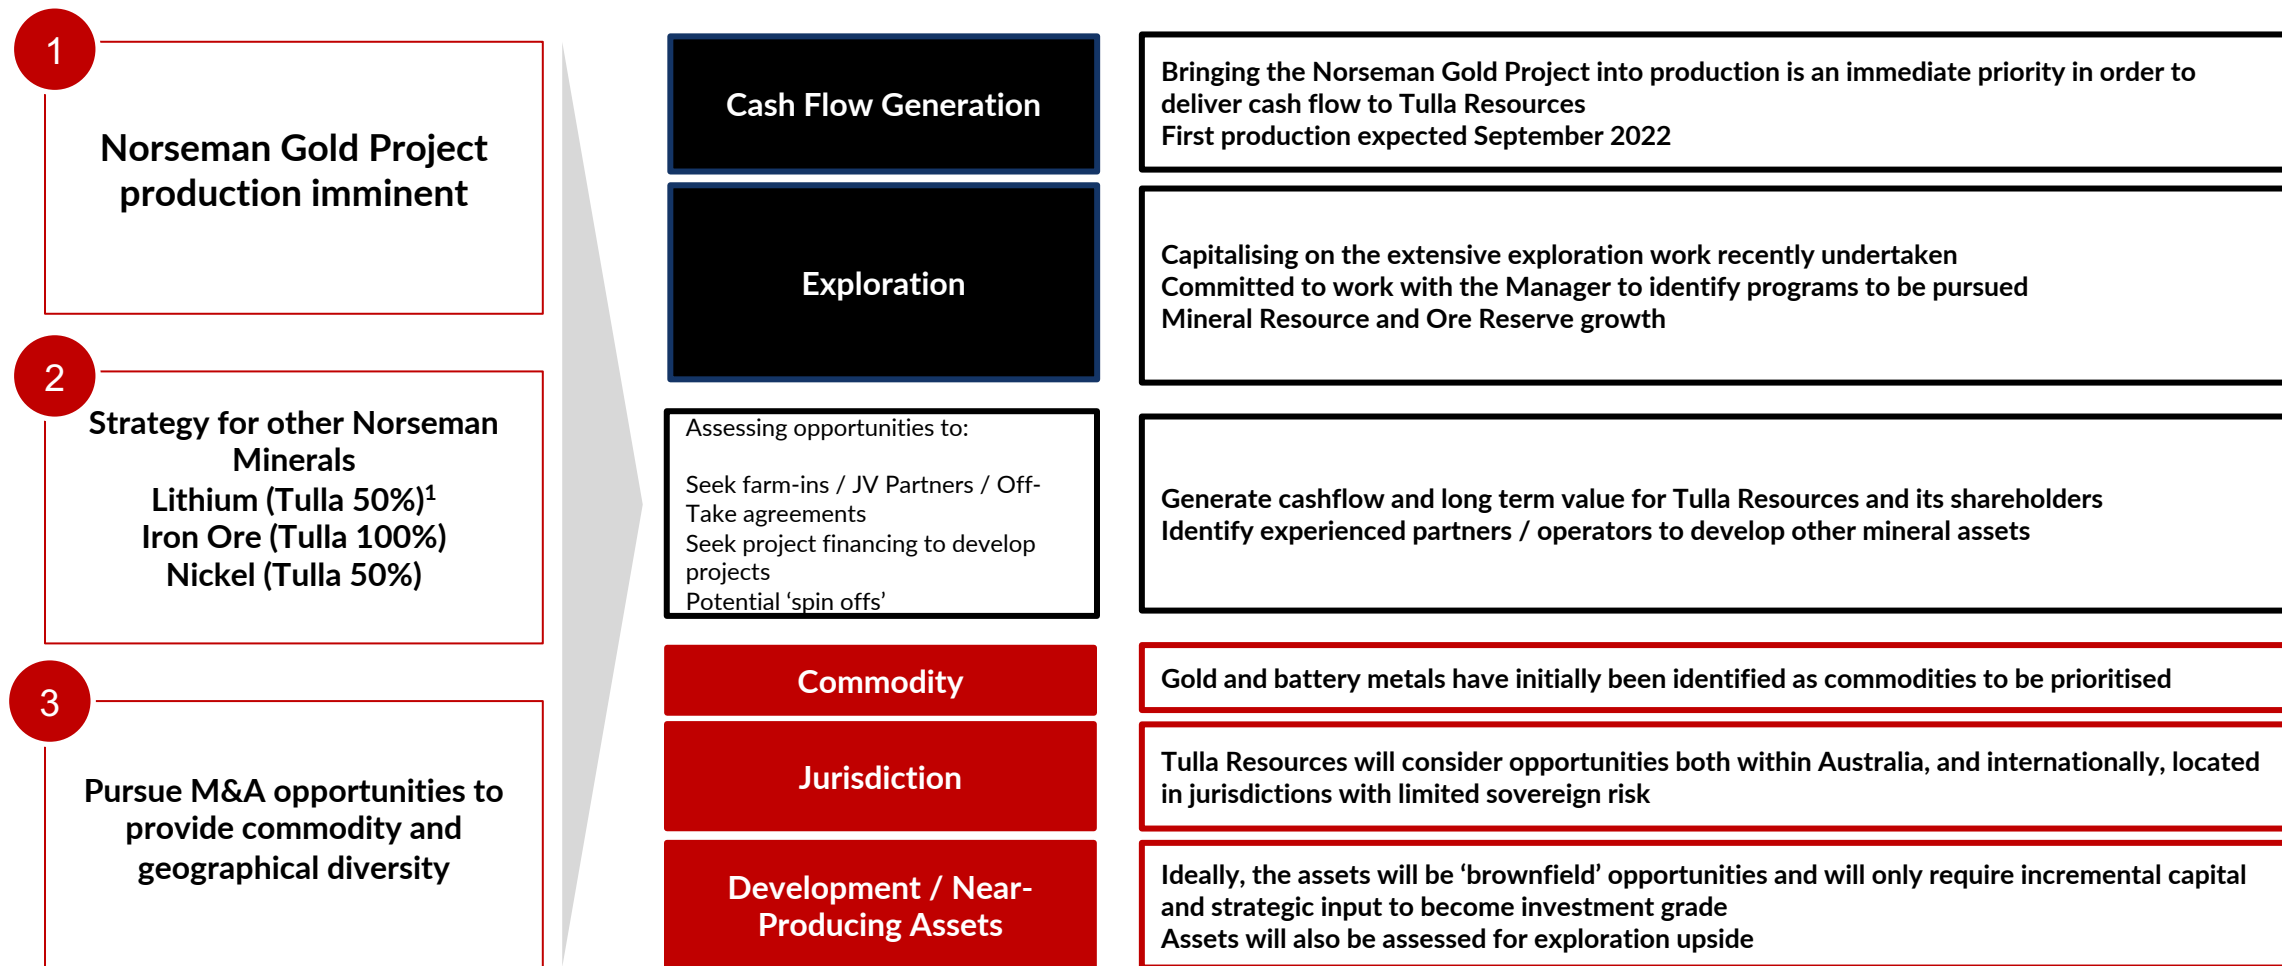 1
Norseman Gold Project
production imminent
Cash Flow Generation
Bringing the Norseman Gold Project into production is an immediate priority in order to
deliver cash flow to Tulla Resources
First production expected September 2022
Exploration
Capitalising on the extensive exploration work recently undertaken
Committed to work with the Manager to identify programs to be pursued
Mineral Resource and Ore Reserve growth
2
Strategy for other Norseman
Minerals
Lithium (Tulla 50%)¹
Iron Ore (Tulla 100%)
Nickel (Tulla 50%)
Assessing opportunities to:
Seek farm-ins / JV Partners / Off-
Take agreements
Seek project financing to develop
projects
Potential ‘spin offs’
Generate cashflow and long term value for Tulla Resources and its shareholders
Identify experienced partners / operators to develop other mineral assets
3
Pursue M&A opportunities to
provide commodity and
geographical diversity
Commodity
Gold and battery metals have initially been identified as commodities to be prioritised
Jurisdiction
Tulla Resources will consider opportunities both within Australia, and internationally, located
in jurisdictions with limited sovereign risk
Development / Near-
Producing Assets
Ideally, the assets will be ‘brownfield’ opportunities and will only require incremental capital
and strategic input to become investment grade
Assets will also be assessed for exploration upside